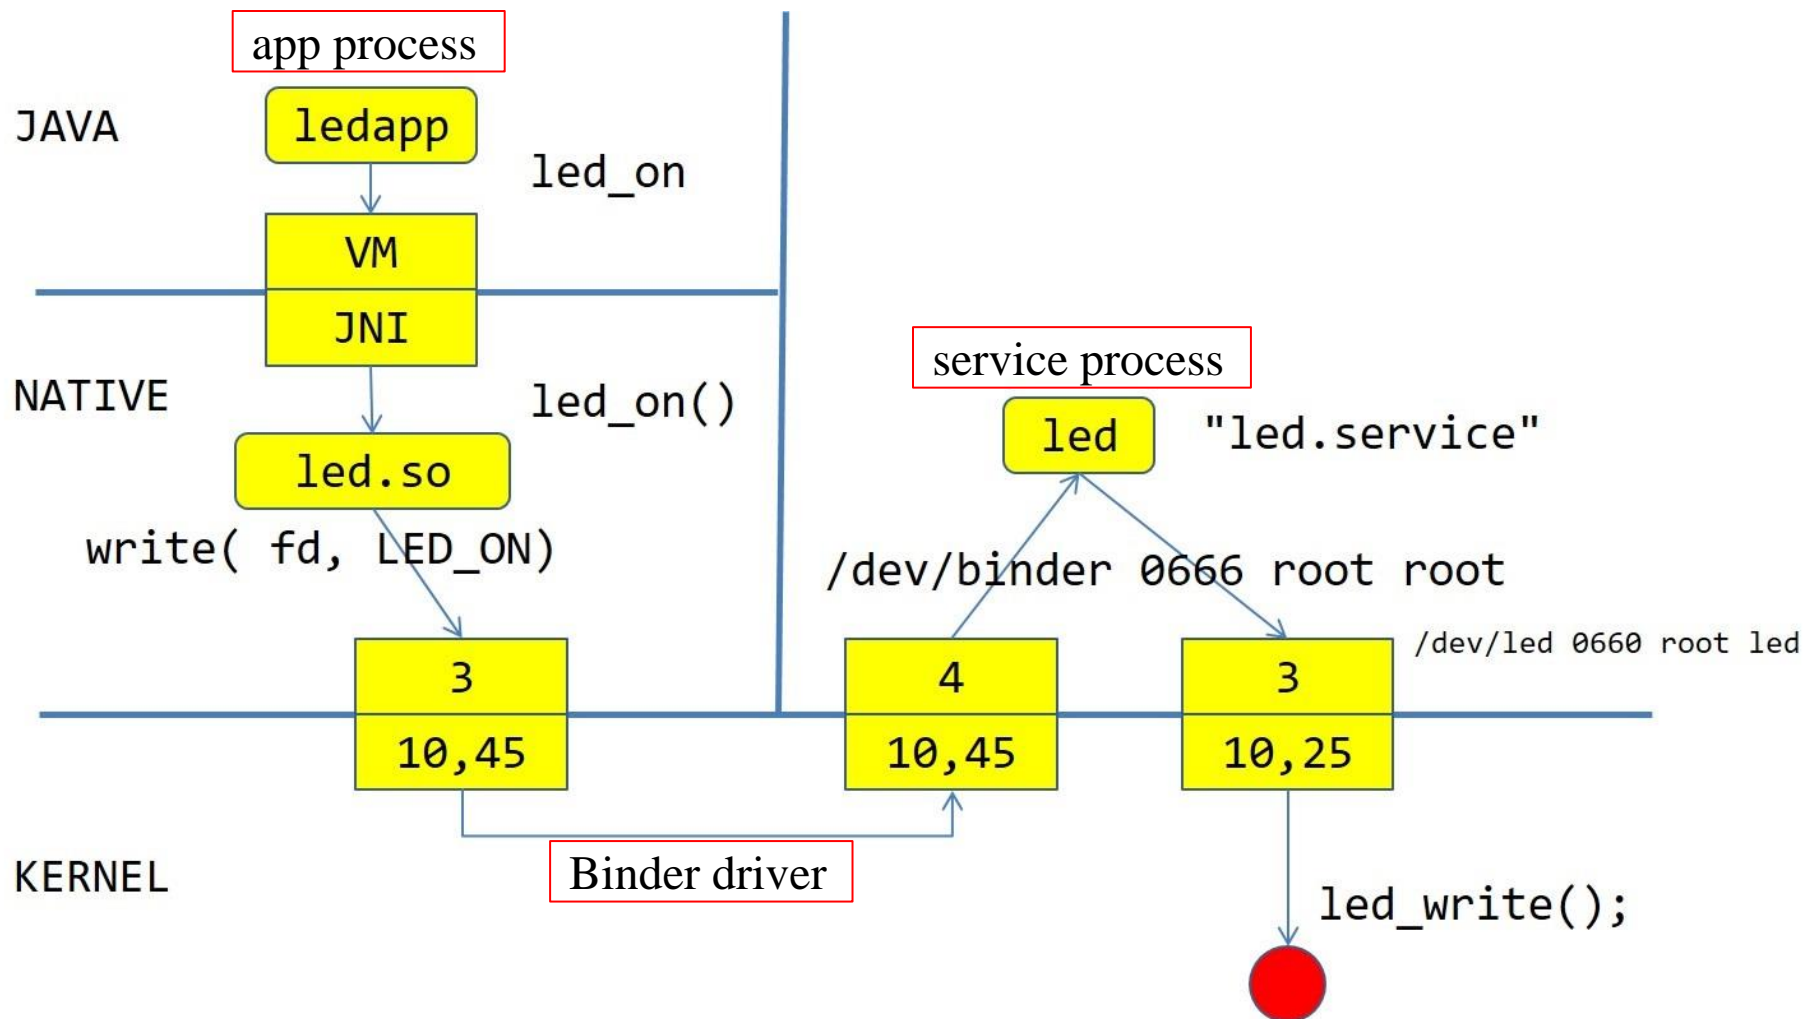 app process
JAVA
ledapp
led_on
VM
JNI
NATIVE
led_on()
led.so
write( fd, LED_ON)
3
10,45
service process
led
"led.service"
/dev/binder 0666 root root
4
10,45
3
10,25
/dev/led 0660 root led
Binder driver
KERNEL
led_write();